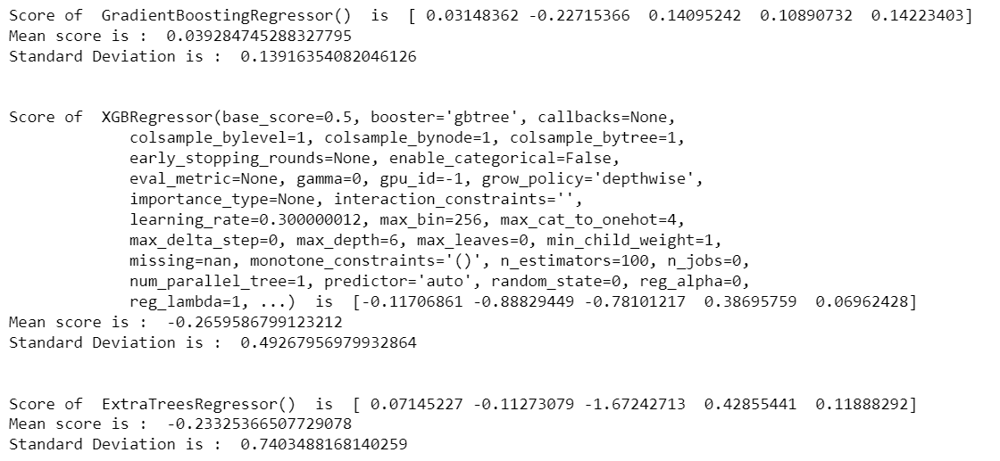 Score of  GradientBoostingRegressor()  is  [ 0.03148362 -0.22715366  0.14095242  0.10890732  0.14223403]
Mean score is :  0.039284745288327795
Standard Deviation is :  0.13916354082046126
Score of  XGBRegressor(base_score=0.5, booster='gbtree', callbacks=None,
             colsample_bylevel=1, colsample_bynode=1, colsample_bytree=1,
             early_stopping_rounds=None, enable_categorical=False,
             eval_metric=None, gamma=0, gpu_id=-1, grow_policy='depthwise',
             importance_type=None, interaction_constraints='',
             learning_rate=0.300000012, max_bin=256, max_cat_to_onehot=4,
             max_delta_step=0, max_depth=6, max_leaves=0, min_child_weight=1,
             missing=nan, monotone_constraints='()', n_estimators=100, n_jobs=0,
             num_parallel_tree=1, predictor='auto', random_state=0, reg_alpha=0,
             reg_lambda=1, ...)  is  [-0.11706861 -0.88829449 -0.78101217  0.38695759  0.06962428]
Mean score is :  -0.2659586799123212
Standard Deviation is :  0.49267956979932864
Score of  ExtraTreesRegressor()  is  [ 0.07145227 -0.11273079 -1.67242713  0.42855441  0.11888292]
Mean score is :  -0.23325366507729078
Standard Deviation is :  0.7403488168140259